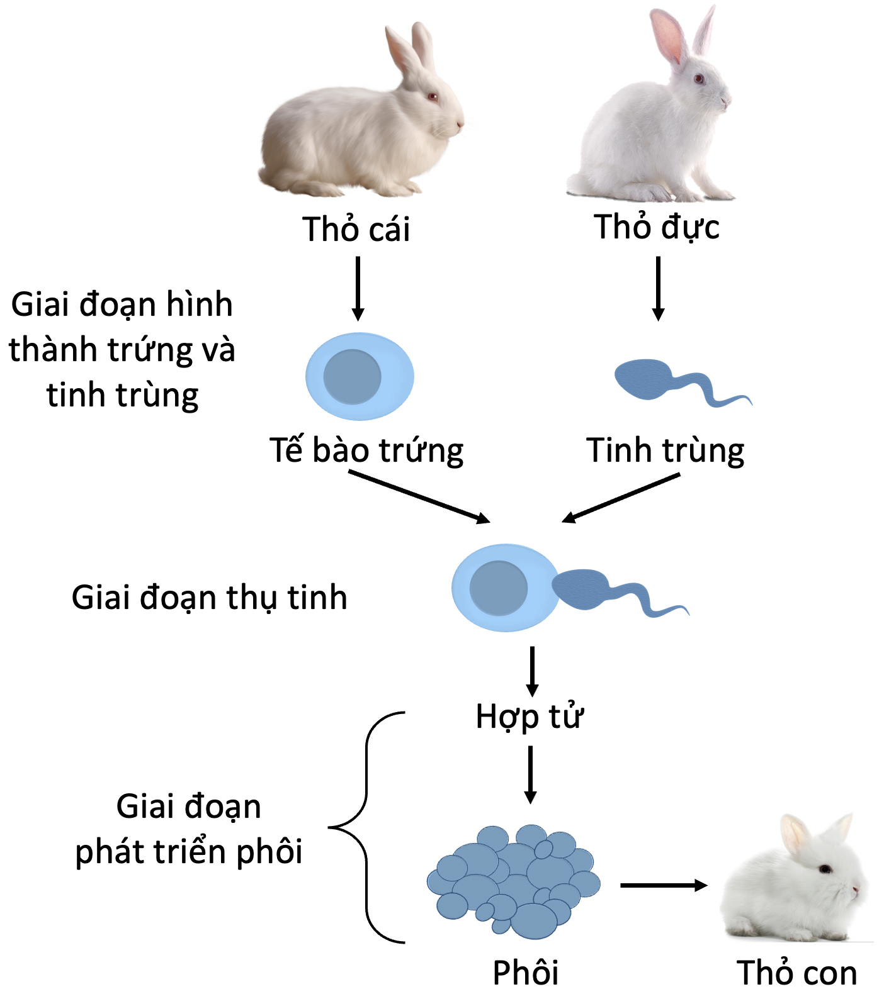 Thỏ cái
Thỏ đực
Giai đoạn hình
thành trứng và
tinh trùng
Tế bào trứng
Tinh trùng
Giai đoạn thụ tinh
Hợp tử
Giai đoạn
phát triển phôi
Phôi
Thỏ con